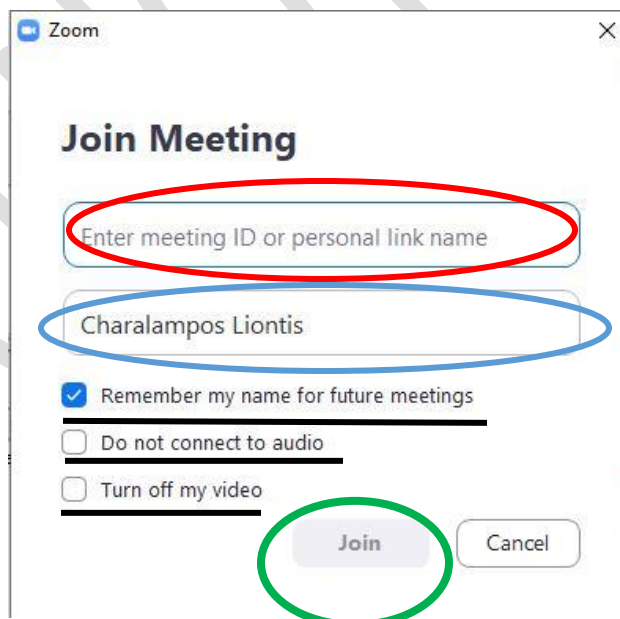 Zoom
Join Meeting
Enter meeting ID or personal link name
Charalampos Liontis
Remember my name for future meetings
Do not connect to audio
Turn off my video
Join Cancel